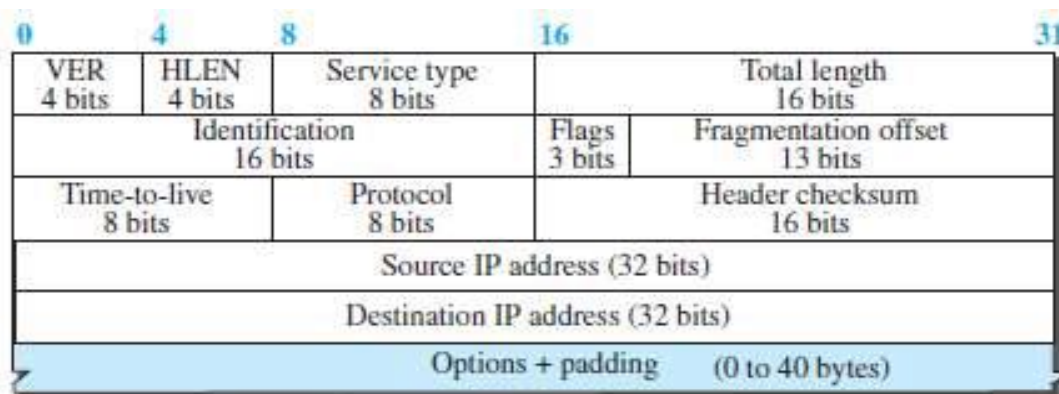 0 4 8 16 31
VER HLEN Service type Total length
4 bits 4 bits 8 bits 16 bits
Identification Flags Fragmentation offset
16 bits 3 bits 13 bits
Time-to-live Protocol Header checksum
8 bits 8 bits 16 bits
Source IP address (32 bits)
Destination IP address (32 bits)
Options + padding (0 to 40 bytes)